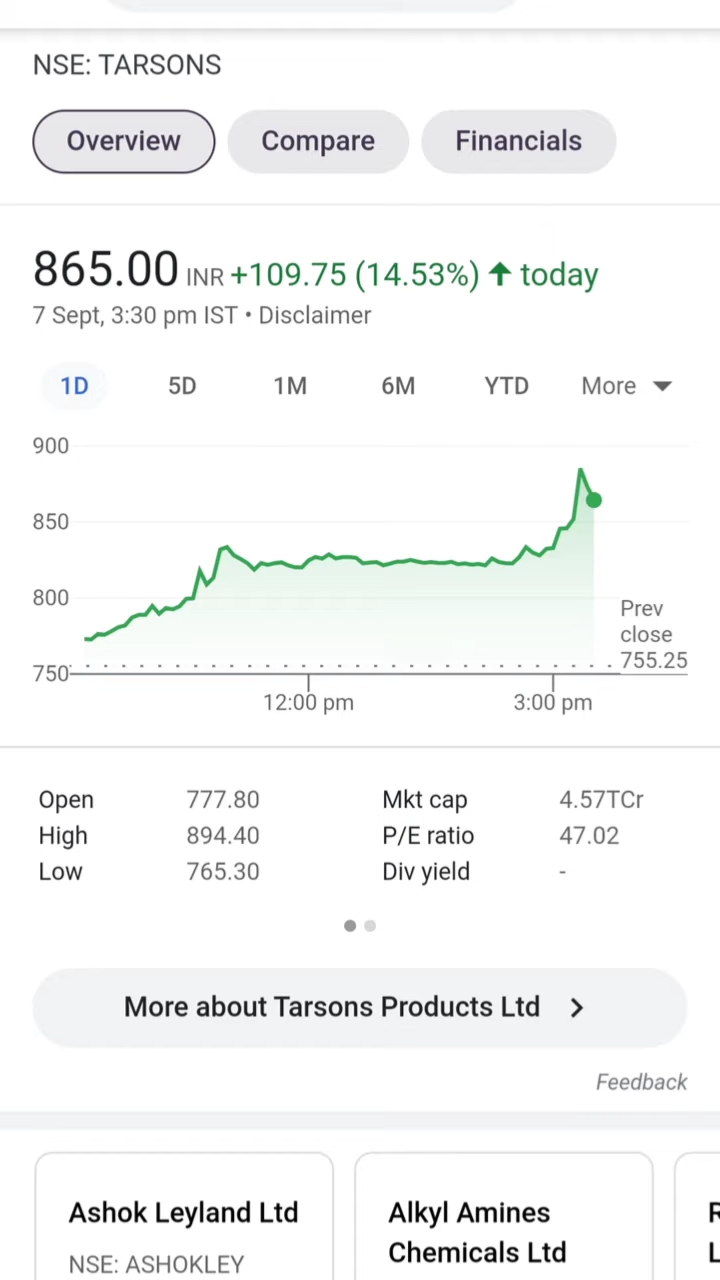 NSE: TARSONS
Overview Compare Financials
865.00 INR +109.75 (14.53%) ↑ today
7 Sept, 3:30 pm IST • Disclaimer
1D 5D 1M 6M YTD More
900
850
800
Prev
close
755.25
750
12:00 pm 3:00 pm
Open 777.80 Mkt cap 4.57TCr
High 894.40 P/E ratio 47.02
Low 765.30 Div yield -
More about Tarsons Products Ltd
Feedback
Ashok Leyland Ltd
NSE: ASHOKLEY
Alkyl Amines
Chemicals Ltd